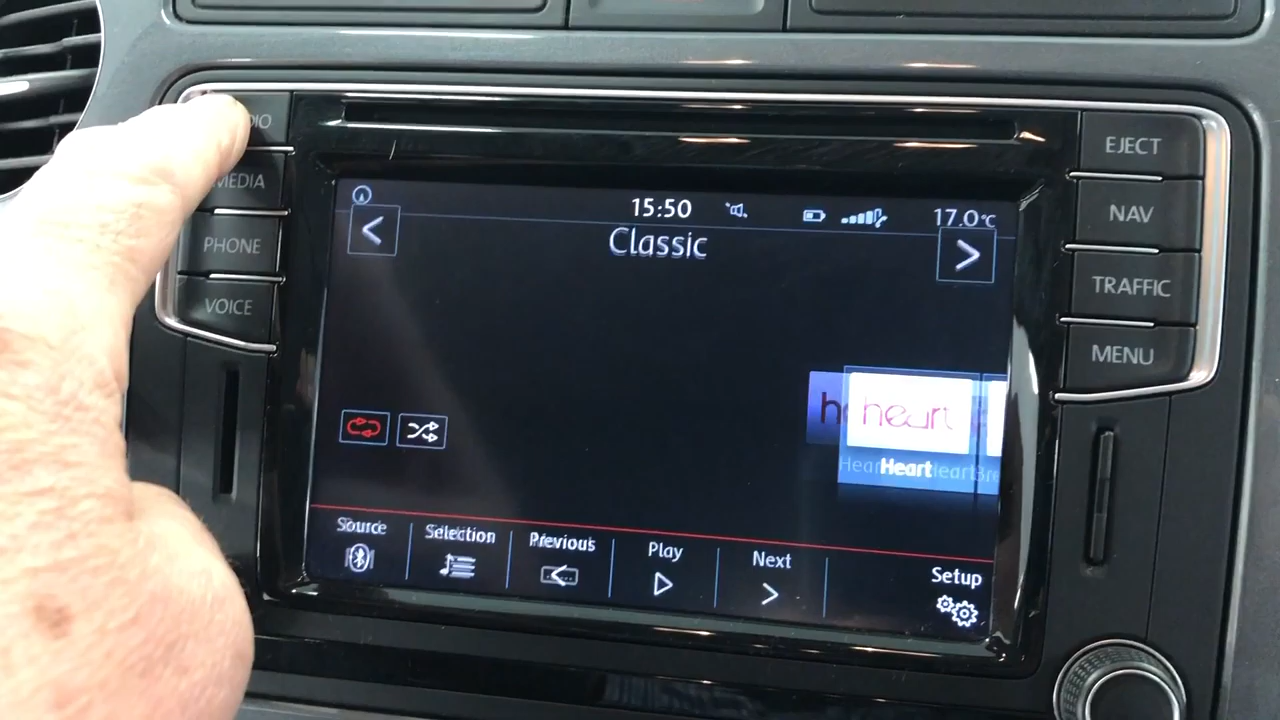 DIO
EJECT
MEDIA
NAV
PHONE
TRAFFIC
VOICE
MENU
15:50
17.0°C
Classic
heart
Heart
Source
Selection
Previous
Play
Next
Setup